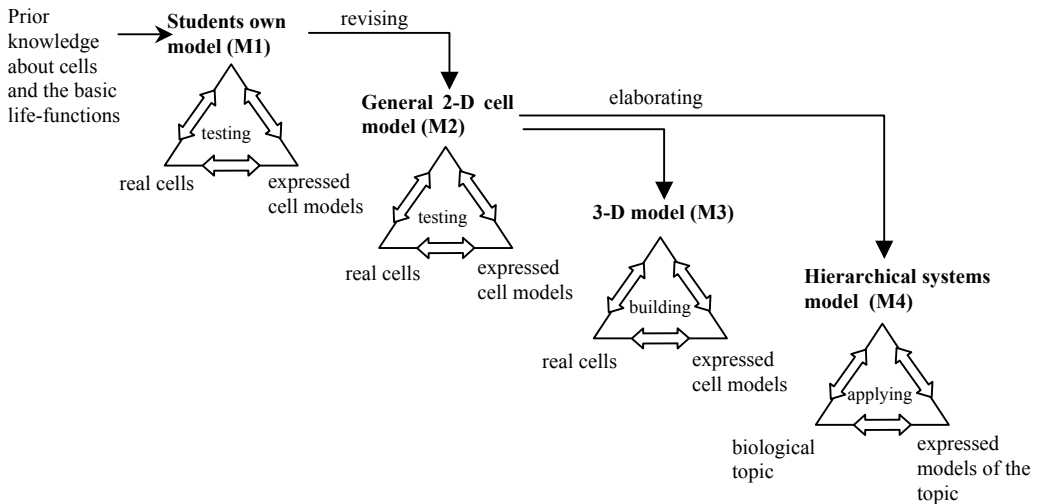 Prior
knowledge
about cells
and the basic
life-functions
Students own
model (M1)
revising
testing
real cells
expressed
cell models
General 2-D cell
model (M2)
elaborating
testing
real cells
expressed
cell models
3-D model (M3)
building
real cells
expressed
cell models
Hierarchical systems
model (M4)
applying
biological
topic
expressed
models of the
topic